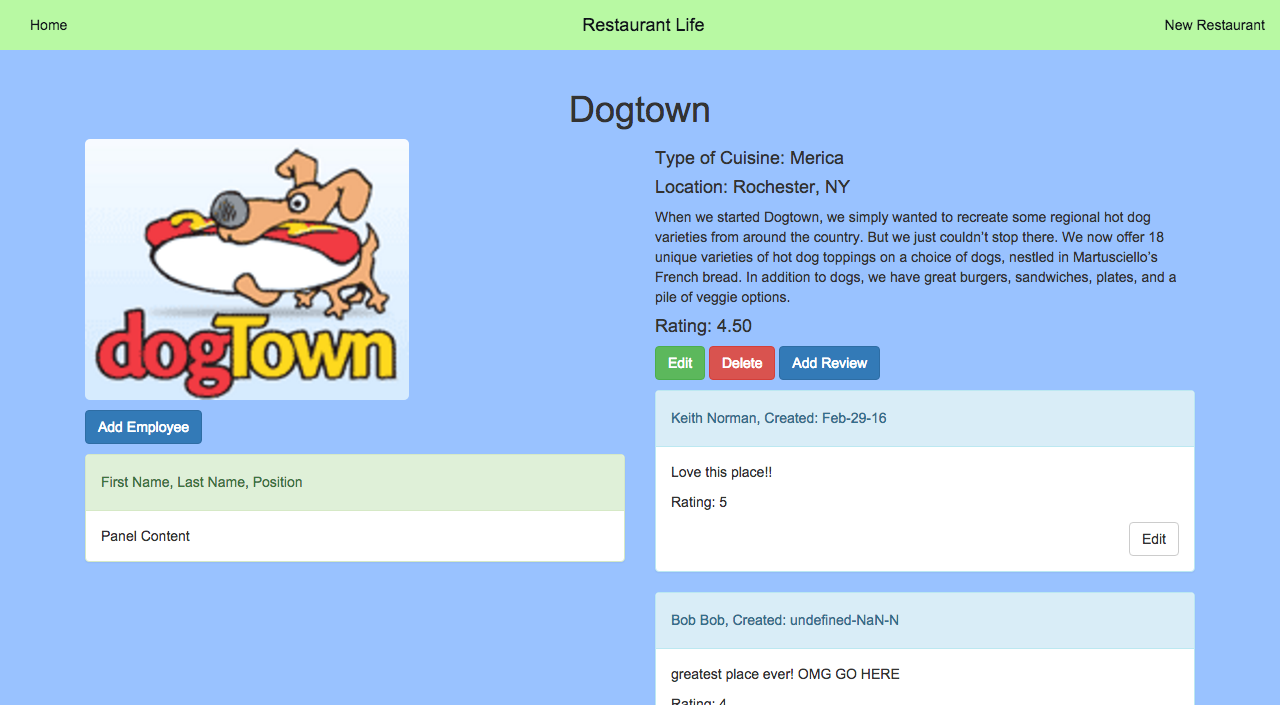 Home
Restaurant Life
New Restaurant
Dogtown
dogTown
Add Employee
First Name, Last Name, Position
Panel Content
Type of Cuisine: Merica
Location: Rochester, NY
When we started Dogtown, we simply wanted to recreate some regional hot dog
varieties from around the country. But we just couldn’t stop there. We now offer 18
unique varieties of hot dog toppings on a choice of dogs, nestled in Martusciello’s
French bread. In addition to dogs, we have great burgers, sandwiches, plates, and a
pile of veggie options.
Rating: 4.50
Edit
Delete
Add Review
Keith Norman, Created: Feb-29-16
Love this place!!
Rating: 5
Edit
Bob Bob, Created: undefined-NaN-N
greatest place ever! OMG GO HERE
Rating: 4